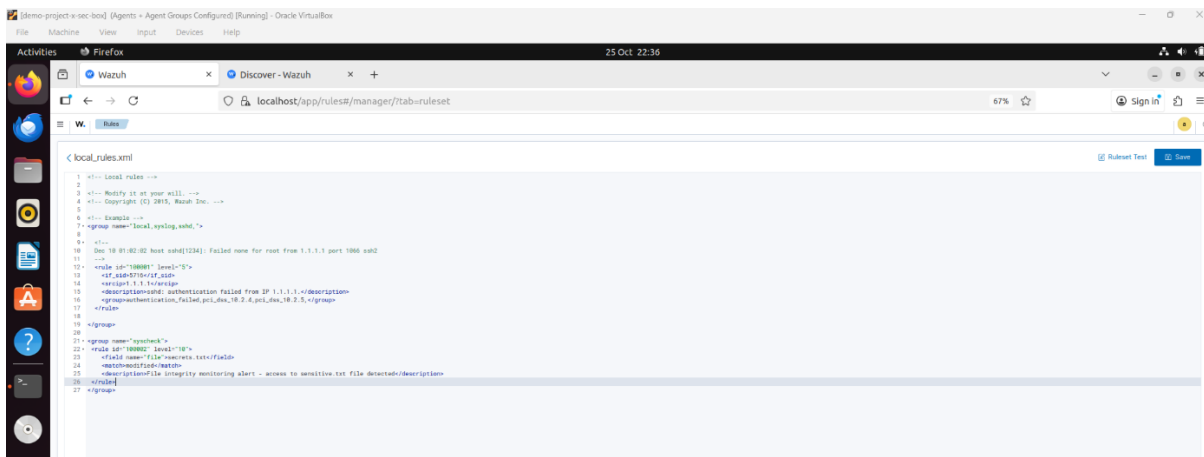 [demo-project-x-sec-box] (Agents + Agent Groups Configured) [Running] - Oracle VirtualBox
File Machine View Input Devices Help
Activities Firefox 25 Oct 22:36
Wazuh × Discover - Wazuh × +
localhost/app/rules#/manager/?tab=ruleset 67% Sign in
W. Rules
< local_rules.xml Ruleset Test Save
1 <!-- Local rules -->
2
3 <!-- Modify it at your will. -->
4 <!-- Copyright (C) 2015, Wazuh Inc. -->
5
6 <!-- Example -->
7 <group name="local,syslog,sshd,">
8
9 <!--
10 Dec 10 01:02:02 host sshd[1234]: Failed none for root from 1.1.1.1 port 1066 ssh2
11 -->
12 <rule id="100001" level="5">
13 <if_sid>5716</if_sid>
14 <srcip>1.1.1.1</srcip>
15 <description>sshd: authentication failed from IP 1.1.1.1.</description>
16 <group>authentication_failed,pci_dss_10.2.4,pci_dss_10.2.5,</group>
17 </rule>
18
19 </group>
20
21 <group name="syscheck">
22 <rule id="100002" level="10">
23 <field name="file">secrets.txt</field>
24 <match>modified</match>
25 <description>File integrity monitoring alert - access to sensitive.txt file detected</description>
26 </rule>
27 </group>